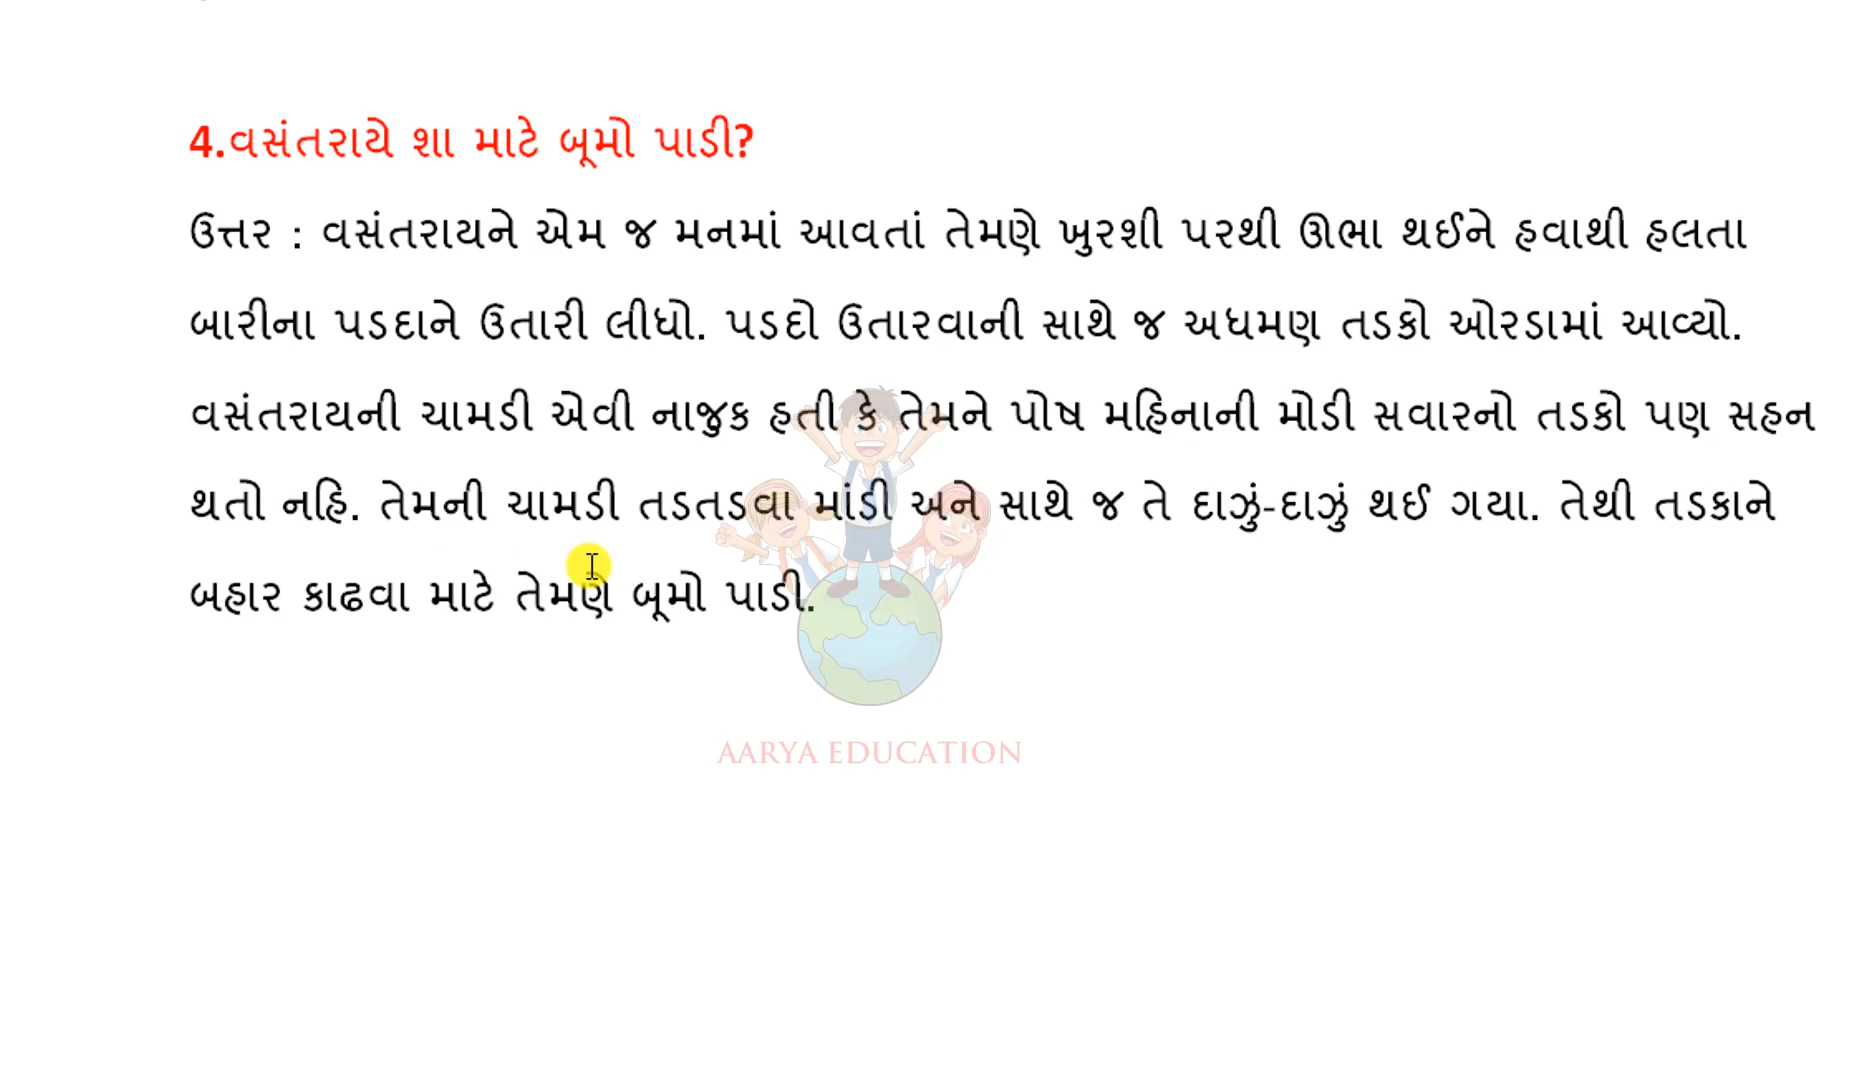 4.વસંતરાયે શા માટે બૂમો પાડી?
ઉત્તર : વસંતરાયને એમ જ મનમાં આવતાં તેમણે ખુરશી પરથી ઊભા થઈને હવાથી હલતા
બારીના પડદાને ઉતારી લીધો. પડદો ઉતારવાની સાથે જ અધમણ તડકો ઓરડામાં આવ્યો.
વસંતરાયની ચામડી એવી નાજુક હતી કે તેમને પોષ મહિનાની મોડી સવારનો તડકો પણ સહન
થતો નહિ. તેમની ચામડી તડતડવા માંડી અને સાથે જ તે દાઝું-દાઝું થઈ ગયા. તેથી તડકાને
બહાર કાઢવા માટે તેમણે બૂમો પાડી.
AARYA EDUCATION